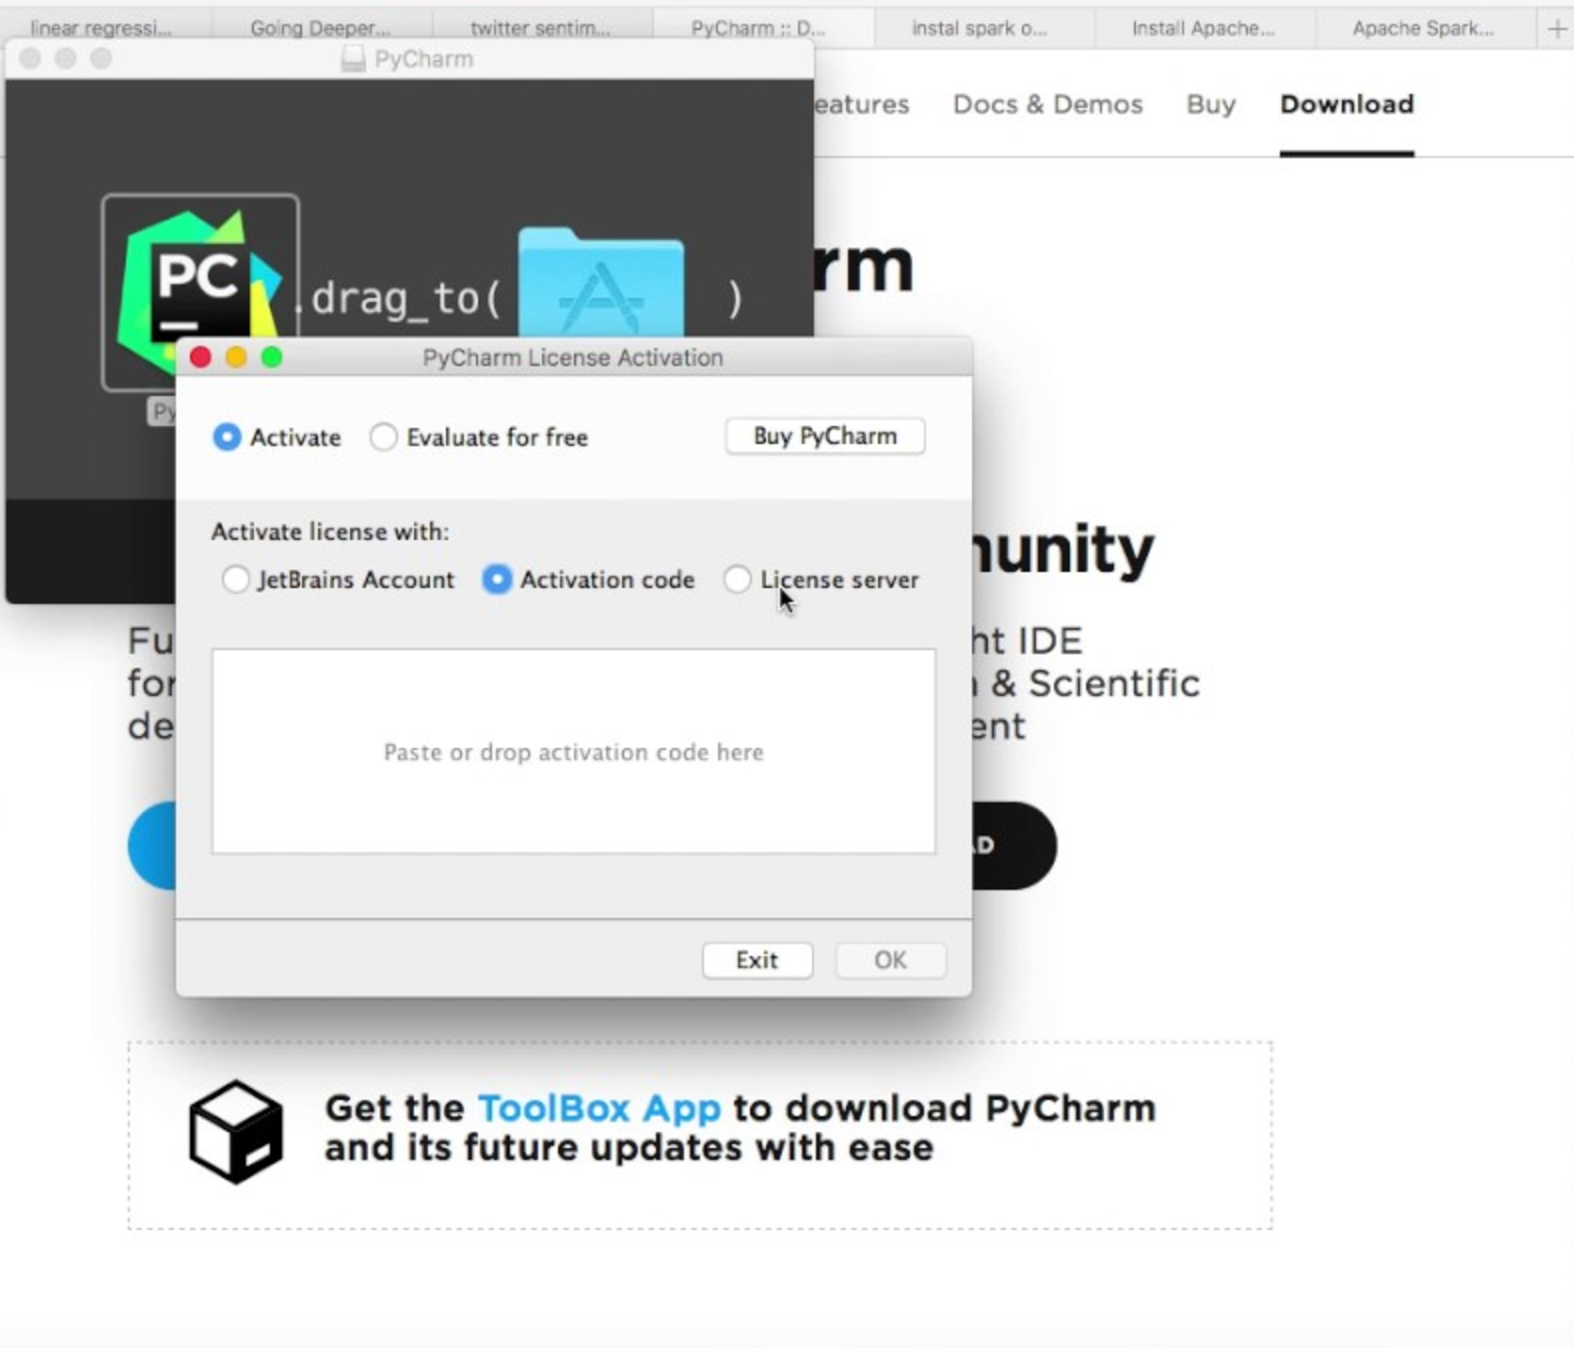 linear regressi...
Going Deeper...
twitter sentim...
PyCharm :: D...
instal spark o...
Install Apache...
Apache Spark...
PyCharm
eatures
Docs & Demos
Buy
Download
rm
PC
.drag_to( )
Py
PyCharm License Activation
Activate
Evaluate for free
Buy PyCharm
Activate license with:
JetBrains Account
Activation code
License server
Paste or drop activation code here
Exit
OK
munity
Fu
ht IDE
for
& Scientific
de
ent
AD
Get the ToolBox App to download PyCharm
and its future updates with ease